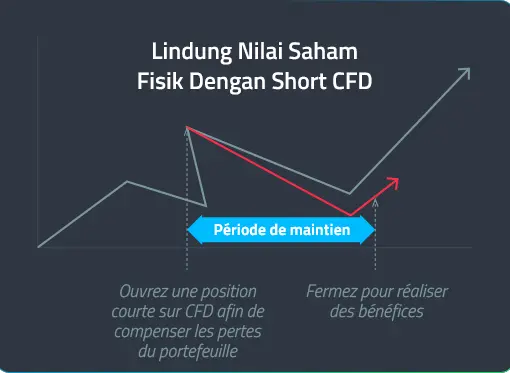 Lindung Nilai Saham
Fisik Dengan Short CFD
Période de maintien
Ouvrez une position
courte sur CFD afin de
compenser les pertes
du portefeuille
Fermez pour réaliser
des bénéfices